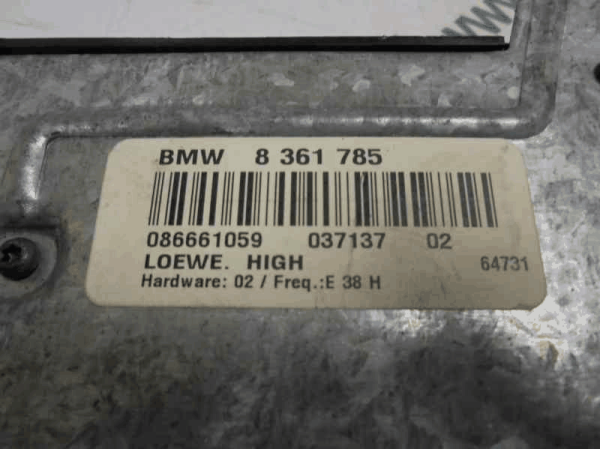 BMW 8 361 785
086661059 037137 02
LOEWE. HIGH 64731
Hardware: 02 / Freq.:E 38 H